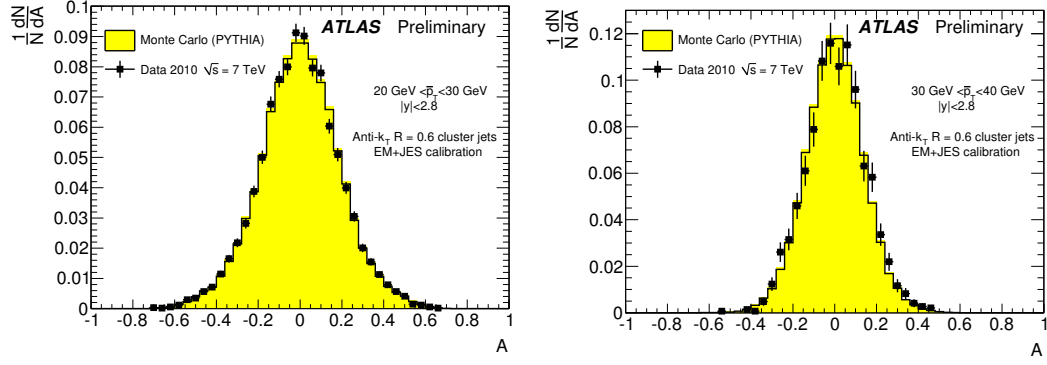 1 dN
N dA
ATLAS Preliminary
Monte Carlo (PYTHIA)
Data 2010 √s = 7 TeV
20 GeV <p̄_T<30 GeV
|y|<2.8
Anti-k_T R = 0.6 cluster jets
EM+JES calibration
0.09
0.08
0.07
0.06
0.05
0.04
0.03
0.02
0.01
0
-1 -0.8 -0.6 -0.4 -0.2 0 0.2 0.4 0.6 0.8 1
A
1 dN
N dA
ATLAS Preliminary
Monte Carlo (PYTHIA)
Data 2010 √s = 7 TeV
30 GeV <p̄_T<40 GeV
|y|<2.8
Anti-k_T R = 0.6 cluster jets
EM+JES calibration
0.12
0.1
0.08
0.06
0.04
0.02
0
-1 -0.8 -0.6 -0.4 -0.2 0 0.2 0.4 0.6 0.8 1
A